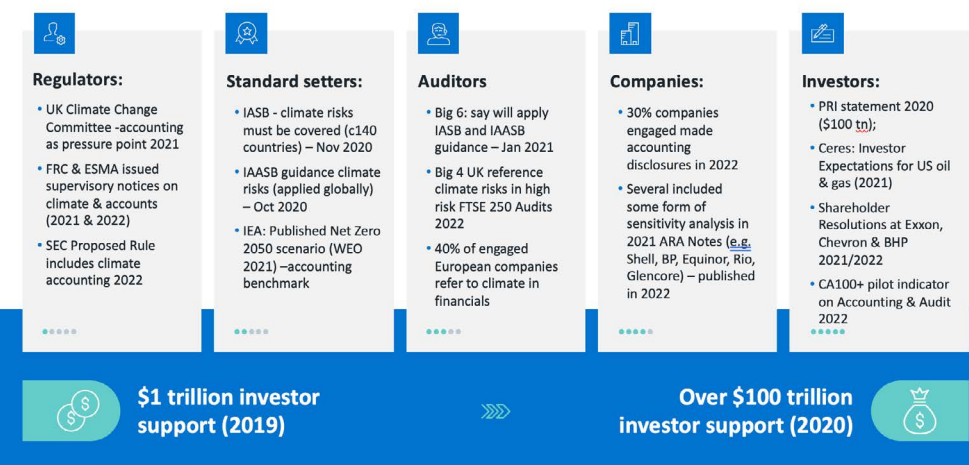 Regulators:
• UK Climate Change
Committee -accounting
as pressure point 2021
• FRC & ESMA issued
supervisory notices on
climate & accounts
(2021 & 2022)
• SEC Proposed Rule
includes climate
accounting 2022
Standard setters:
• IASB - climate risks
must be covered (c140
countries) – Nov 2020
• IAASB guidance climate
risks (applied globally)
– Oct 2020
• IEA: Published Net Zero
2050 scenario (WEO
2021) –accounting
benchmark
Auditors
• Big 6: say will apply
IASB and IAASB
guidance – Jan 2021
• Big 4 UK reference
climate risks in high
risk FTSE 250 Audits
2022
• 40% of engaged
European companies
refer to climate in
financials
Companies:
• 30% companies
engaged made
accounting
disclosures in 2022
• Several included
some form of
sensitivity analysis in
2021 ARA Notes (e.g.
Shell, BP, Equinor, Rio,
Glencore) – published
in 2022
Investors:
• PRI statement 2020
($100 tn);
• Ceres: Investor
Expectations for US oil
& gas (2021)
• Shareholder
Resolutions at Exxon,
Chevron & BHP
2021/2022
• CA100+ pilot indicator
on Accounting & Audit
2022
$1 trillion investor
support (2019)
Over $100 trillion
investor support (2020)